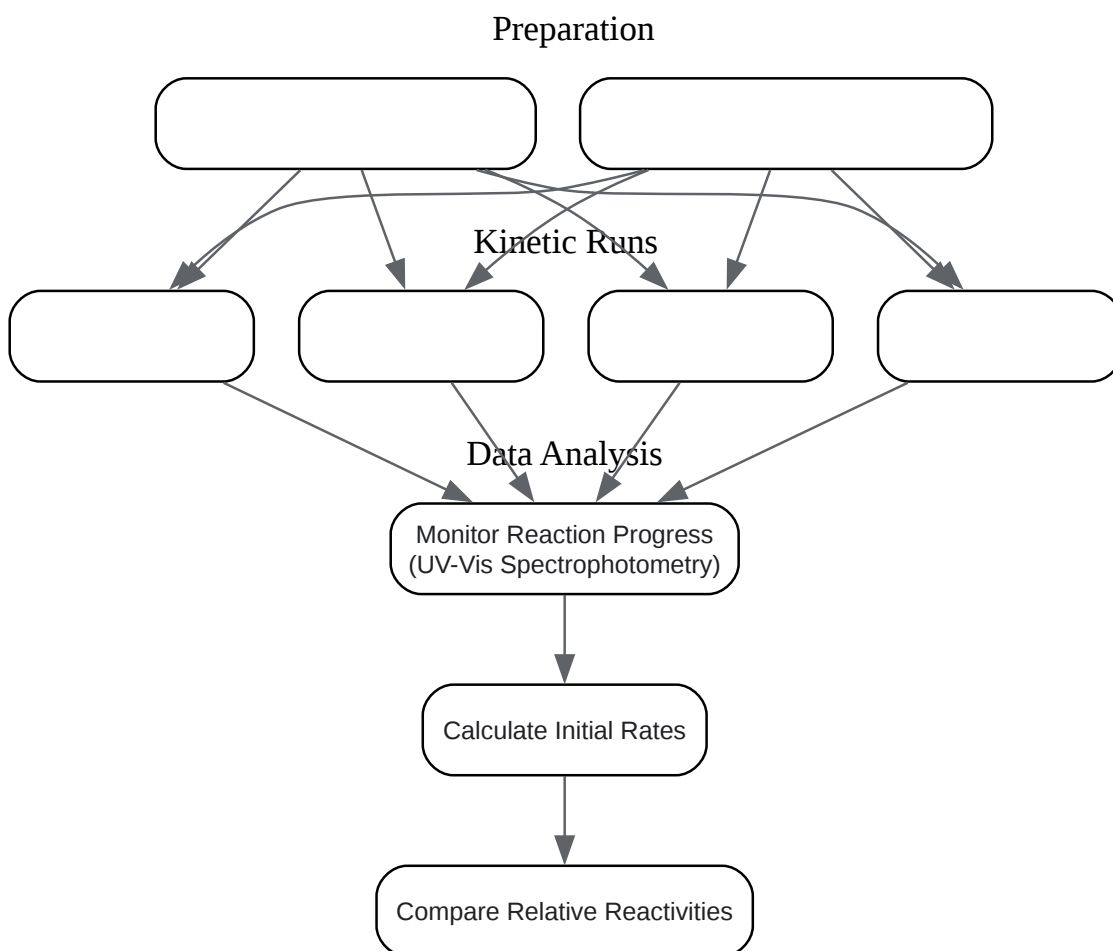 Preparation
Kinetic Runs
Data Analysis
Monitor Reaction Progress
(UV-Vis Spectrophotometry)
Calculate Initial Rates
Compare Relative Reactivities